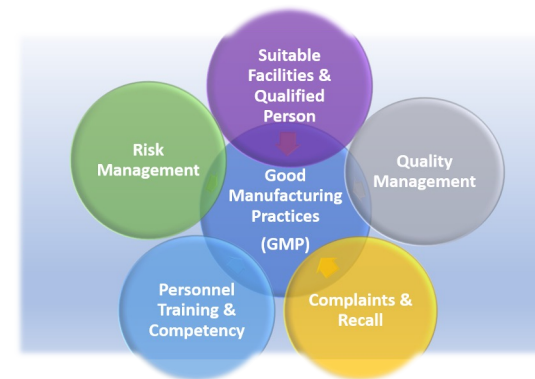 Suitable
Facilities &
Qualified
Person
Risk
Management
Quality
Management
Good
Manufacturing
Practices
(GMP)
Personnel
Training &
Competency
Complaints &
Recall